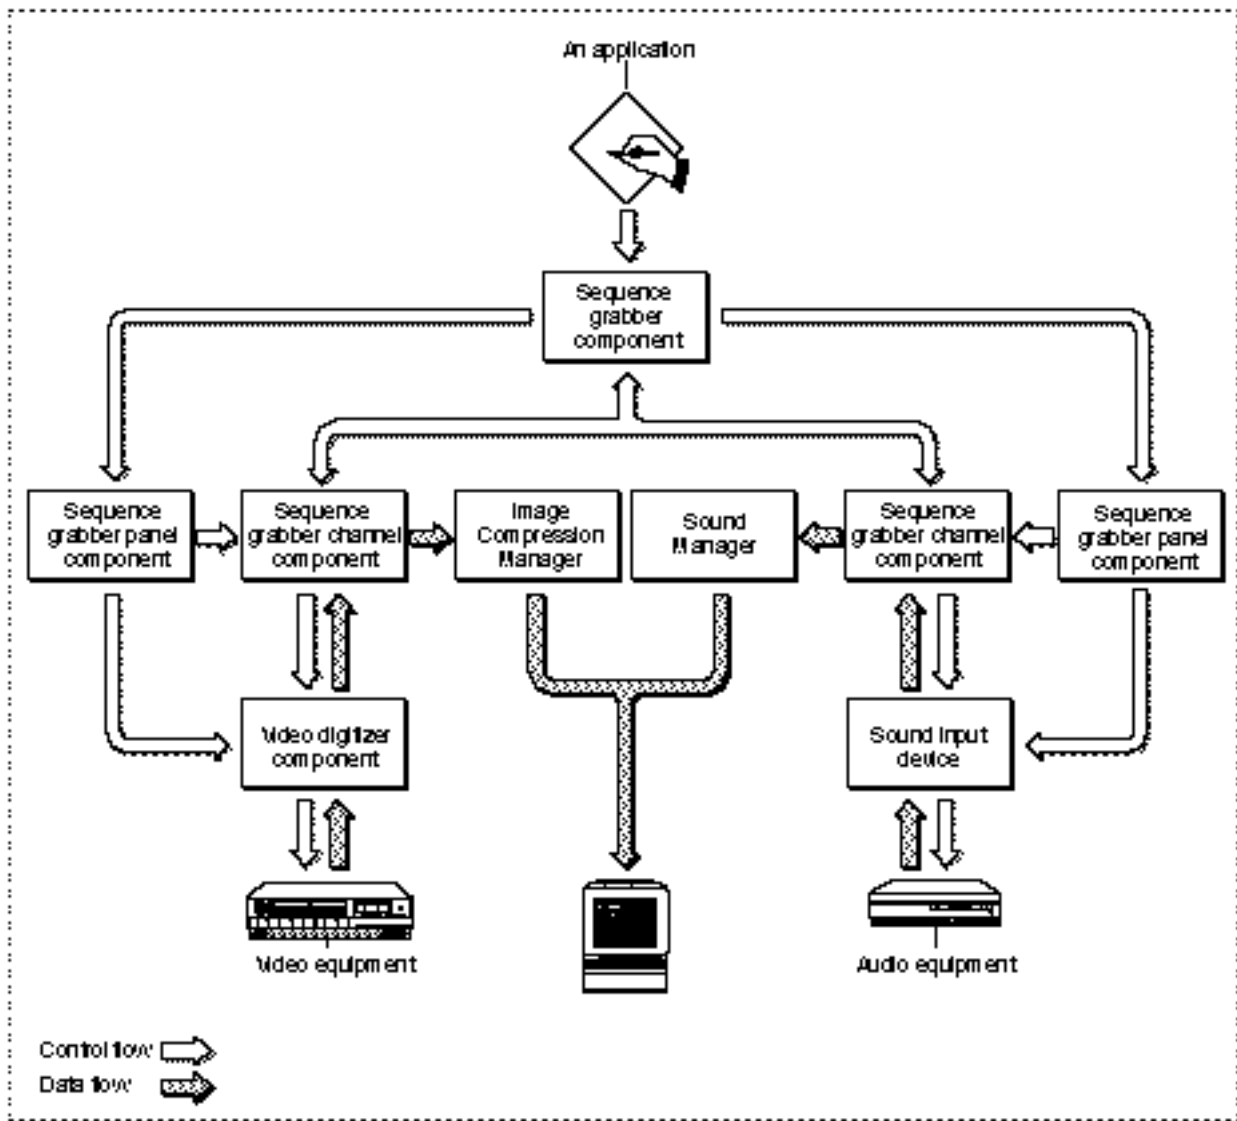 An application
Sequence
grabber
component
Sequence
grabber panel
component
Sequence
grabber channel
component
Image
Compression
Manager
Sound
Manager
Sequence
grabber channel
component
Sequence
grabber panel
component
Video digitizer
component
Sound input
device
Video equipment
Audio equipment
Control flow
Data flow